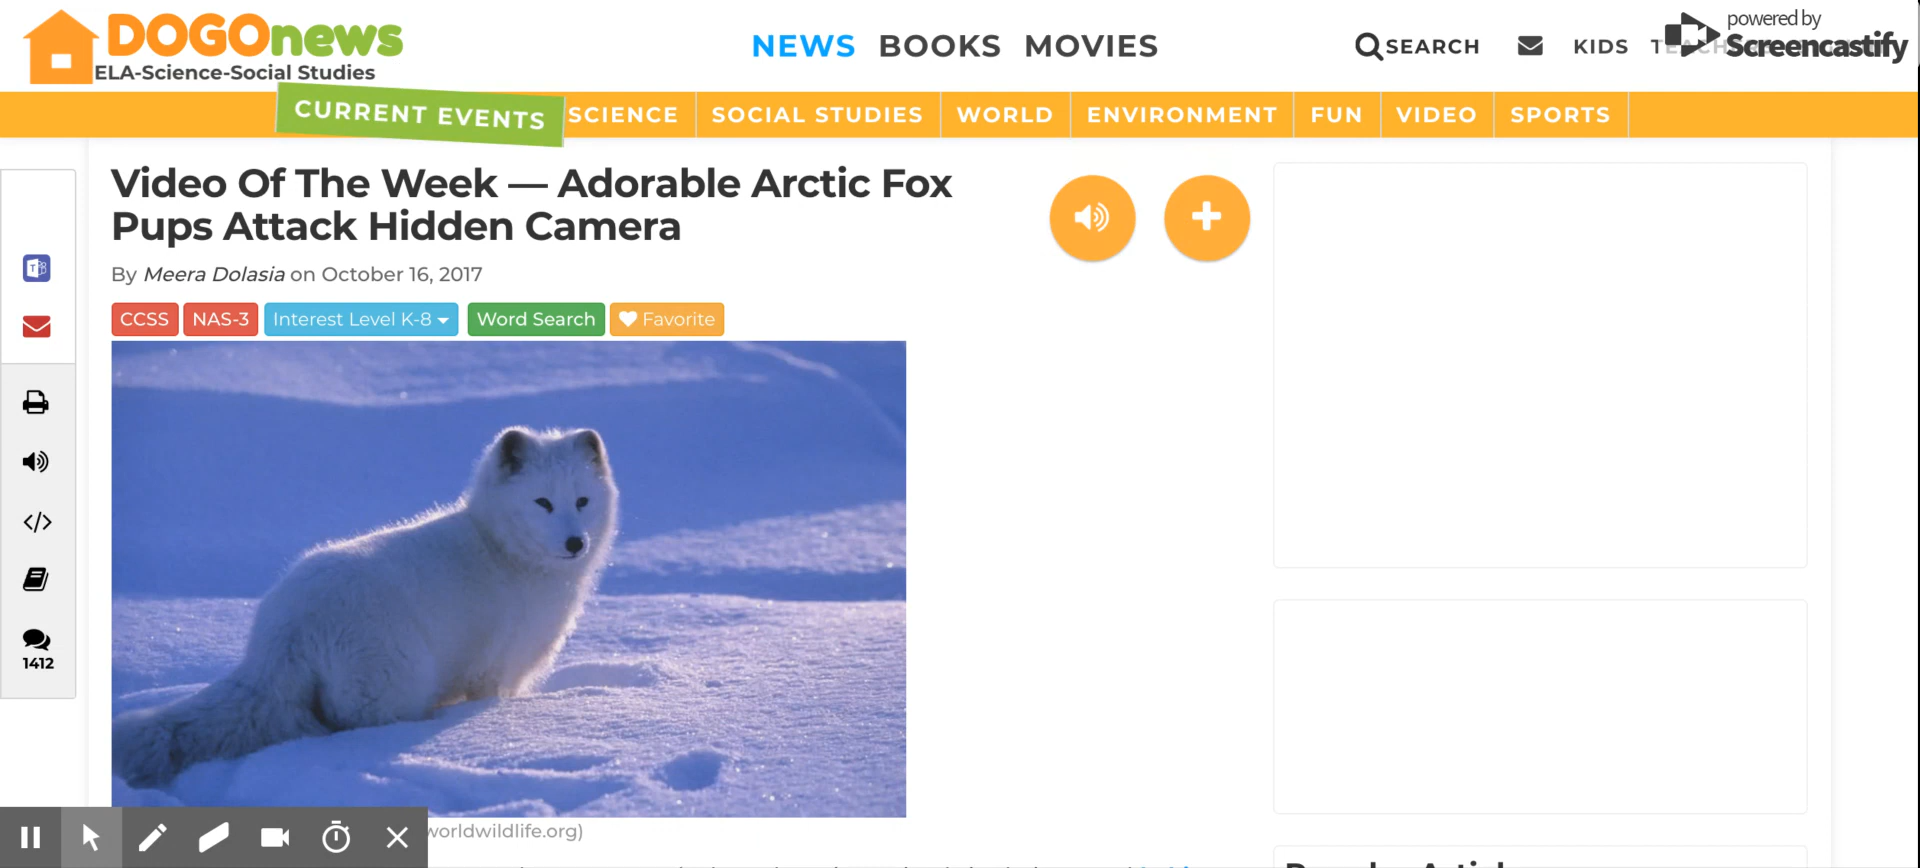 DOGOnews
ELA-Science-Social Studies
NEWS BOOKS MOVIES
SEARCH
KIDS
powered by
Screencastify
CURRENT EVENTS
SCIENCE
SOCIAL STUDIES
WORLD
ENVIRONMENT
FUN
VIDEO
SPORTS
Video Of The Week — Adorable Arctic Fox
Pups Attack Hidden Camera
By Meera Dolasia on October 16, 2017
CCSS
NAS-3
Interest Level K-8
Word Search
Favorite
1412
worldwildlife.org)